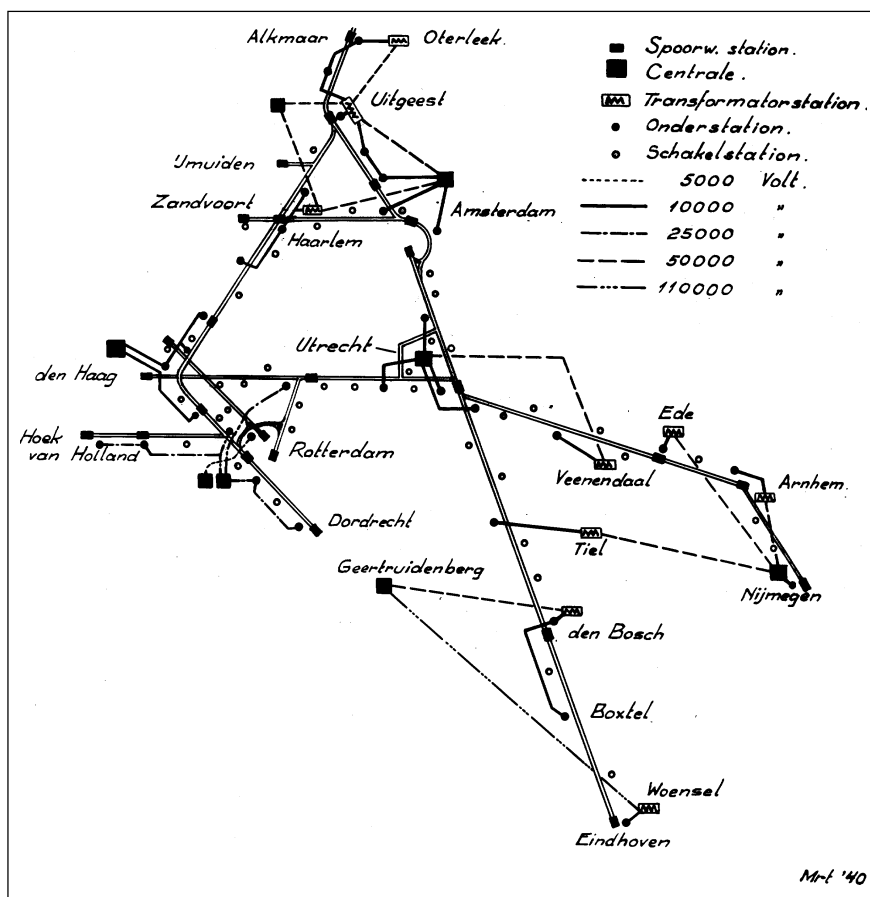 Alkmaar
Oterleek.
Uitgeest
IJmuiden
Zandvoort
Haarlem
Amsterdam
Spoorw. station.
Centrale.
Transformatorstation.
Onderstation.
Schakelstation.
5000 Volt.
10000 "
25000 "
50000 "
110000 "
Utrecht
den Haag
Hoek
van Holland
Rotterdam
Dordrecht
Ede
Veenendaal
Arnhem.
Tiel
Nijmegen
Geertruidenberg
den Bosch
Boxtel
Woensel
Eindhoven
Mrt '40